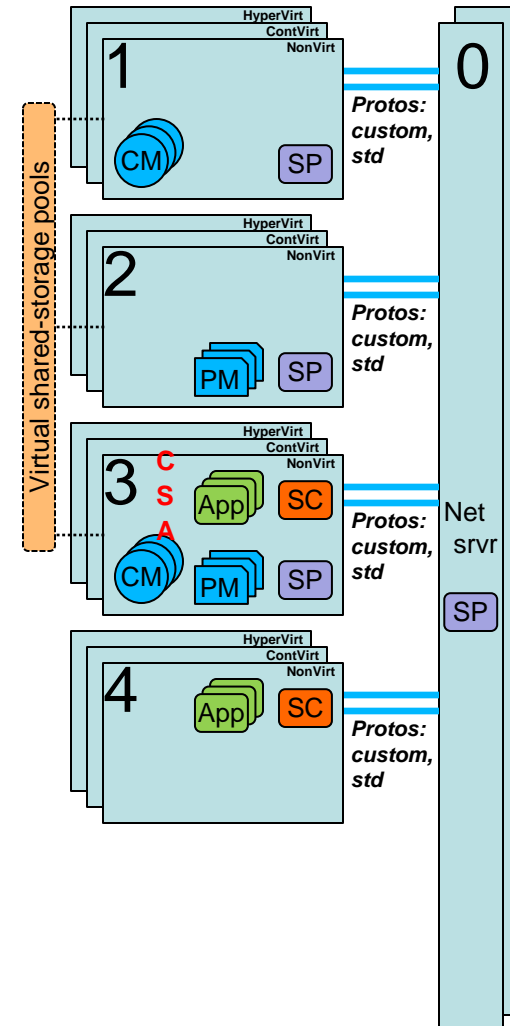 HyperVirt
ContVirt
NonVirt
1
CM
SP
Protos:
custom,
std
0
Virtual shared-storage pools
HyperVirt
ContVirt
NonVirt
2
PM
SP
Protos:
custom,
std
HyperVirt
ContVirt
NonVirt
3
C
S
A
App
SC
CM
PM
SP
Protos:
custom,
std
Net
srvr
SP
HyperVirt
ContVirt
NonVirt
4
App
SC
Protos:
custom,
std